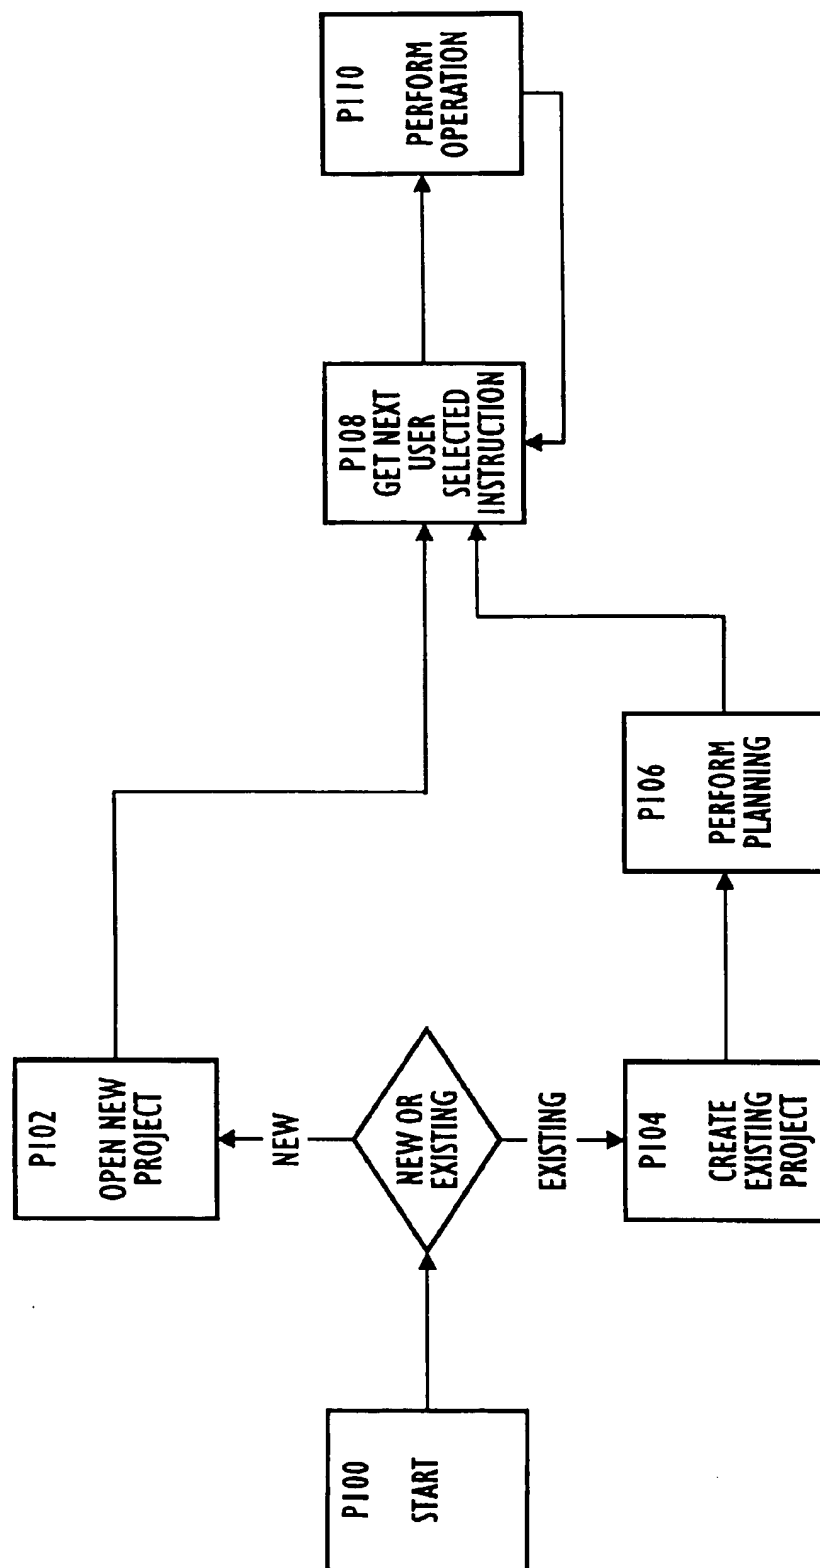 P100
START
NEW OR
EXISTING
NEW
EXISTING
P102
OPEN NEW
PROJECT
P104
CREATE
EXISTING
PROJECT
P106
PERFORM
PLANNING
P108
GET NEXT
USER
SELECTED
INSTRUCTION
P110
PERFORM
OPERATION